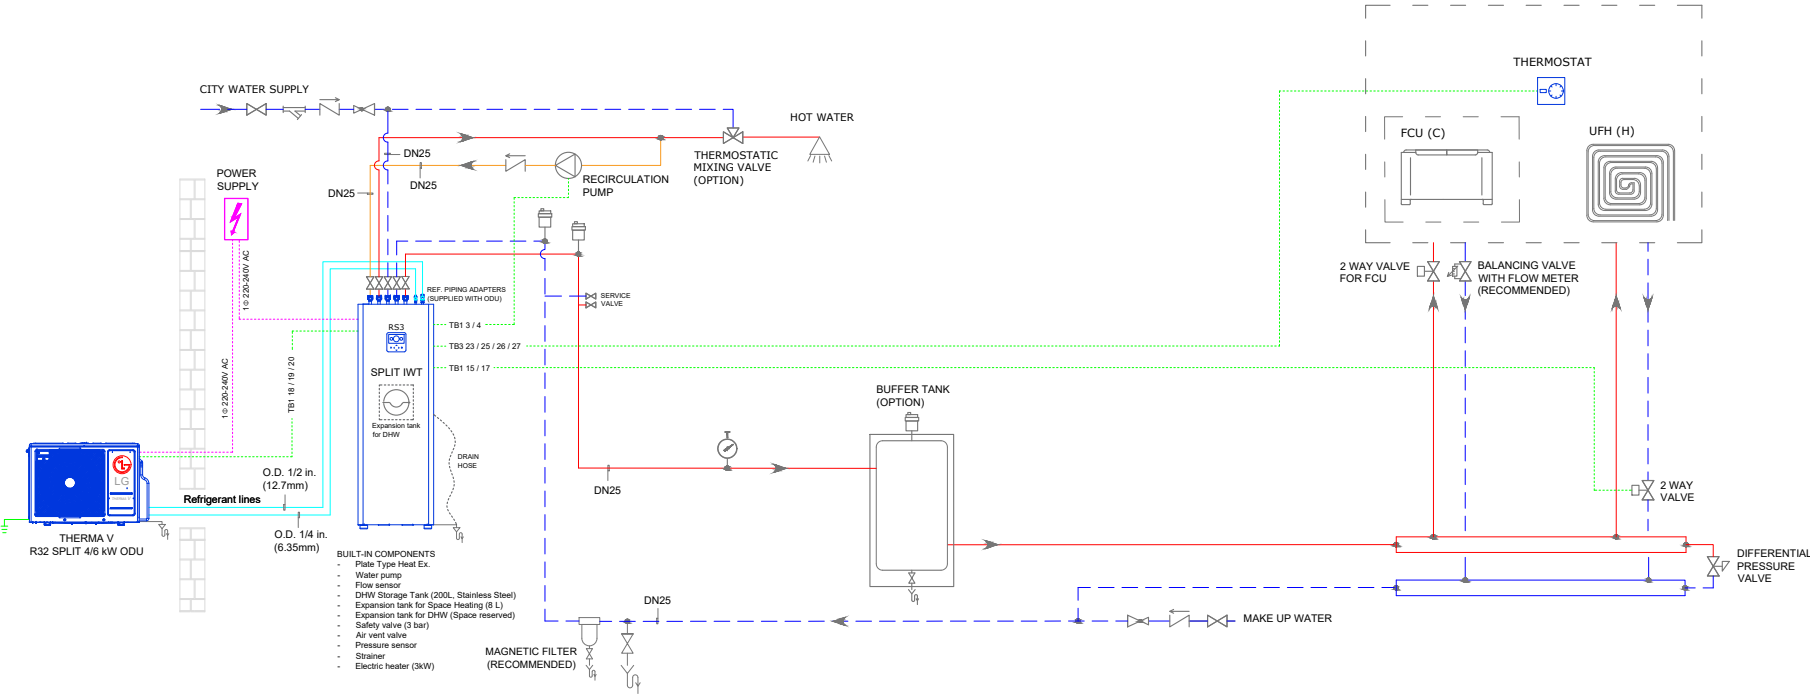 THERMOSTAT
CITY WATER SUPPLY
HOT WATER
FCU (C)
UFH (H)
DN25
THERMOSTATIC
MIXING VALVE
(OPTION)
POWER
SUPPLY
DN25
RECIRCULATION
PUMP
DN25
1Φ 220-240V AC
2 WAY VALVE
FOR FCU
BALANCING VALVE
WITH FLOW METER
(RECOMMENDED)
REF. PIPING ADAPTERS
(SUPPLIED WITH ODU)
SERVICE
VALVE
RS3
TB1 3 / 4
TB3 23 / 25 / 26 / 27
TB1 15 / 17
SPLIT IWT
1Φ 220-240V AC
TB1 18 / 19 / 20
Expansion tank
for DHW
BUFFER TANK
(OPTION)
DRAIN
HOSE
LG
O.D. 1/2 in.
(12.7mm)
Refrigerant lines
DN25
2 WAY
VALVE
O.D. 1/4 in.
(6.35mm)
THERMA V
R32 SPLIT 4/6 kW ODU
BUILT-IN COMPONENTS
- Plate Type Heat Ex.
- Water pump
- Flow sensor
- DHW Storage Tank (200L, Stainless Steel)
- Expansion tank for Space Heating (8 L)
- Expansion tank for DHW (Space reserved)
- Safety valve (3 bar)
- Air vent valve
- Pressure sensor
- Strainer
- Electric heater (3kW)
DIFFERENTIAL
PRESSURE
VALVE
DN25
MAKE UP WATER
MAGNETIC FILTER
(RECOMMENDED)